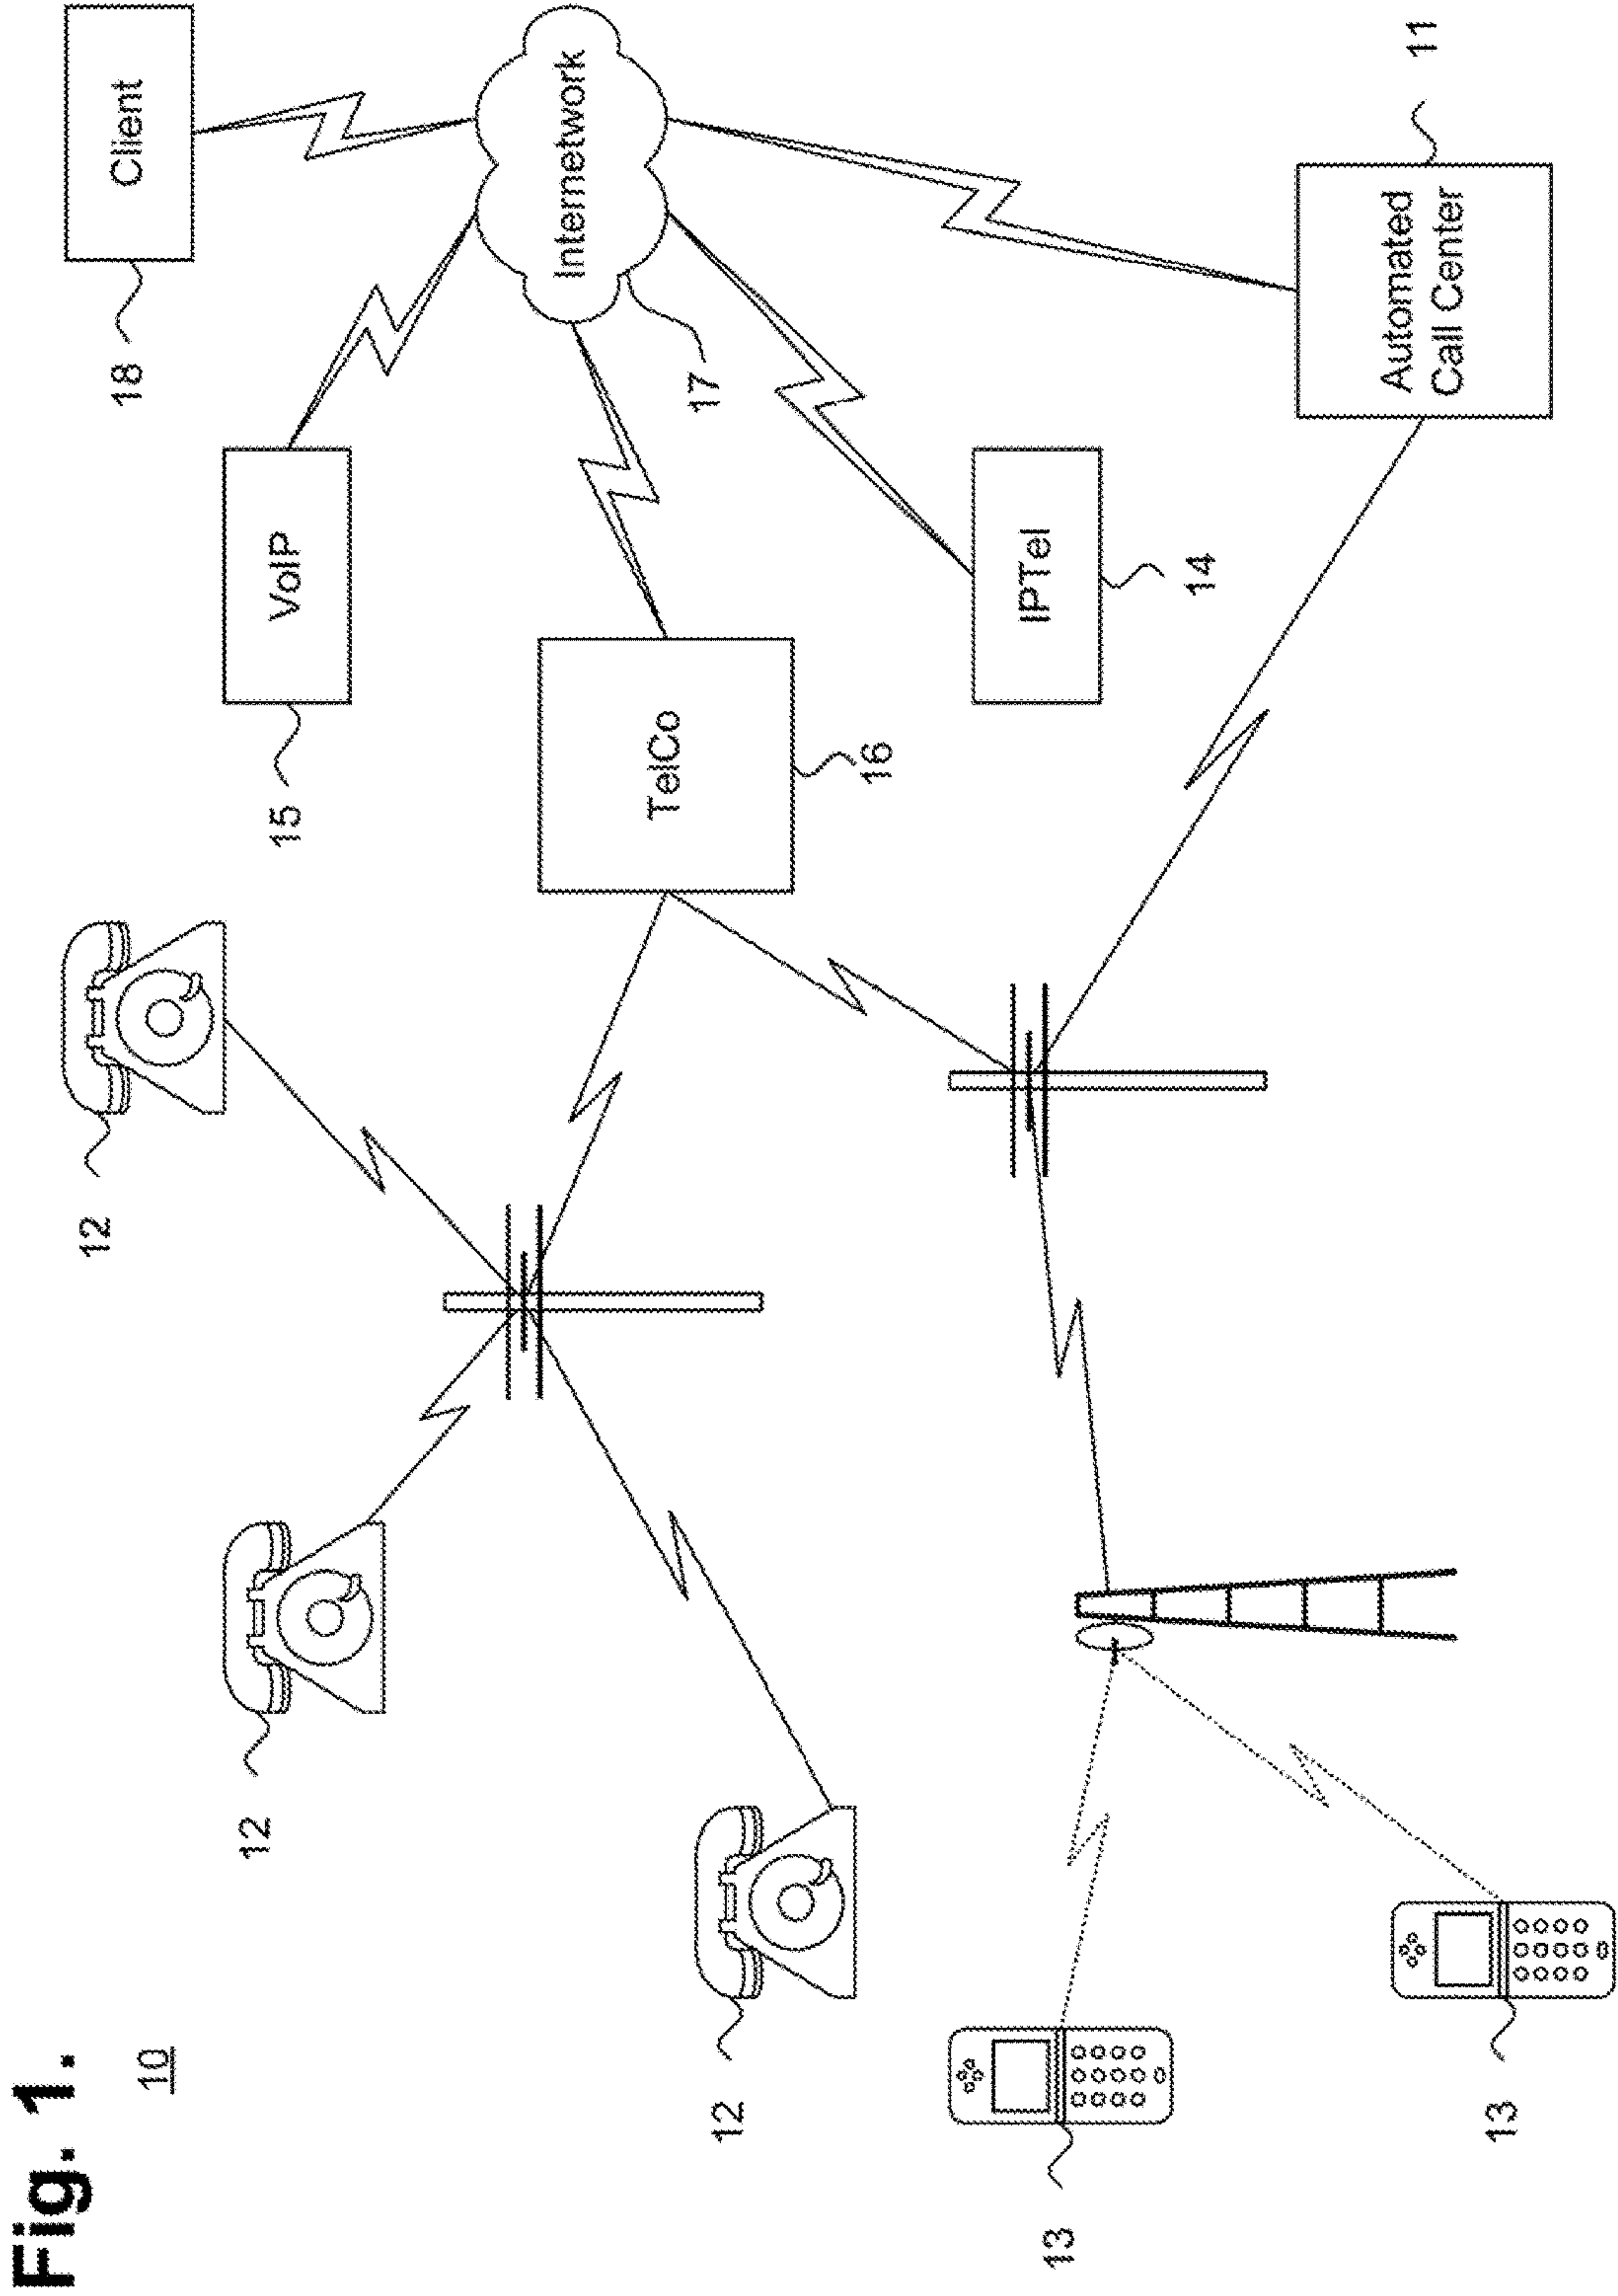 Fig. 1.
10
12
12
15
VoIP
18
Client
12
TelCo
16
Internetwork
17
13
IPTel
14
13
Automated
Call Center
11